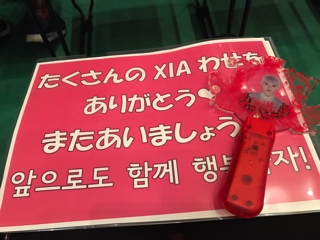 たくさんの XIA わせを
ありがとう
またあいましょう
앞으로도 함께 행복 자!